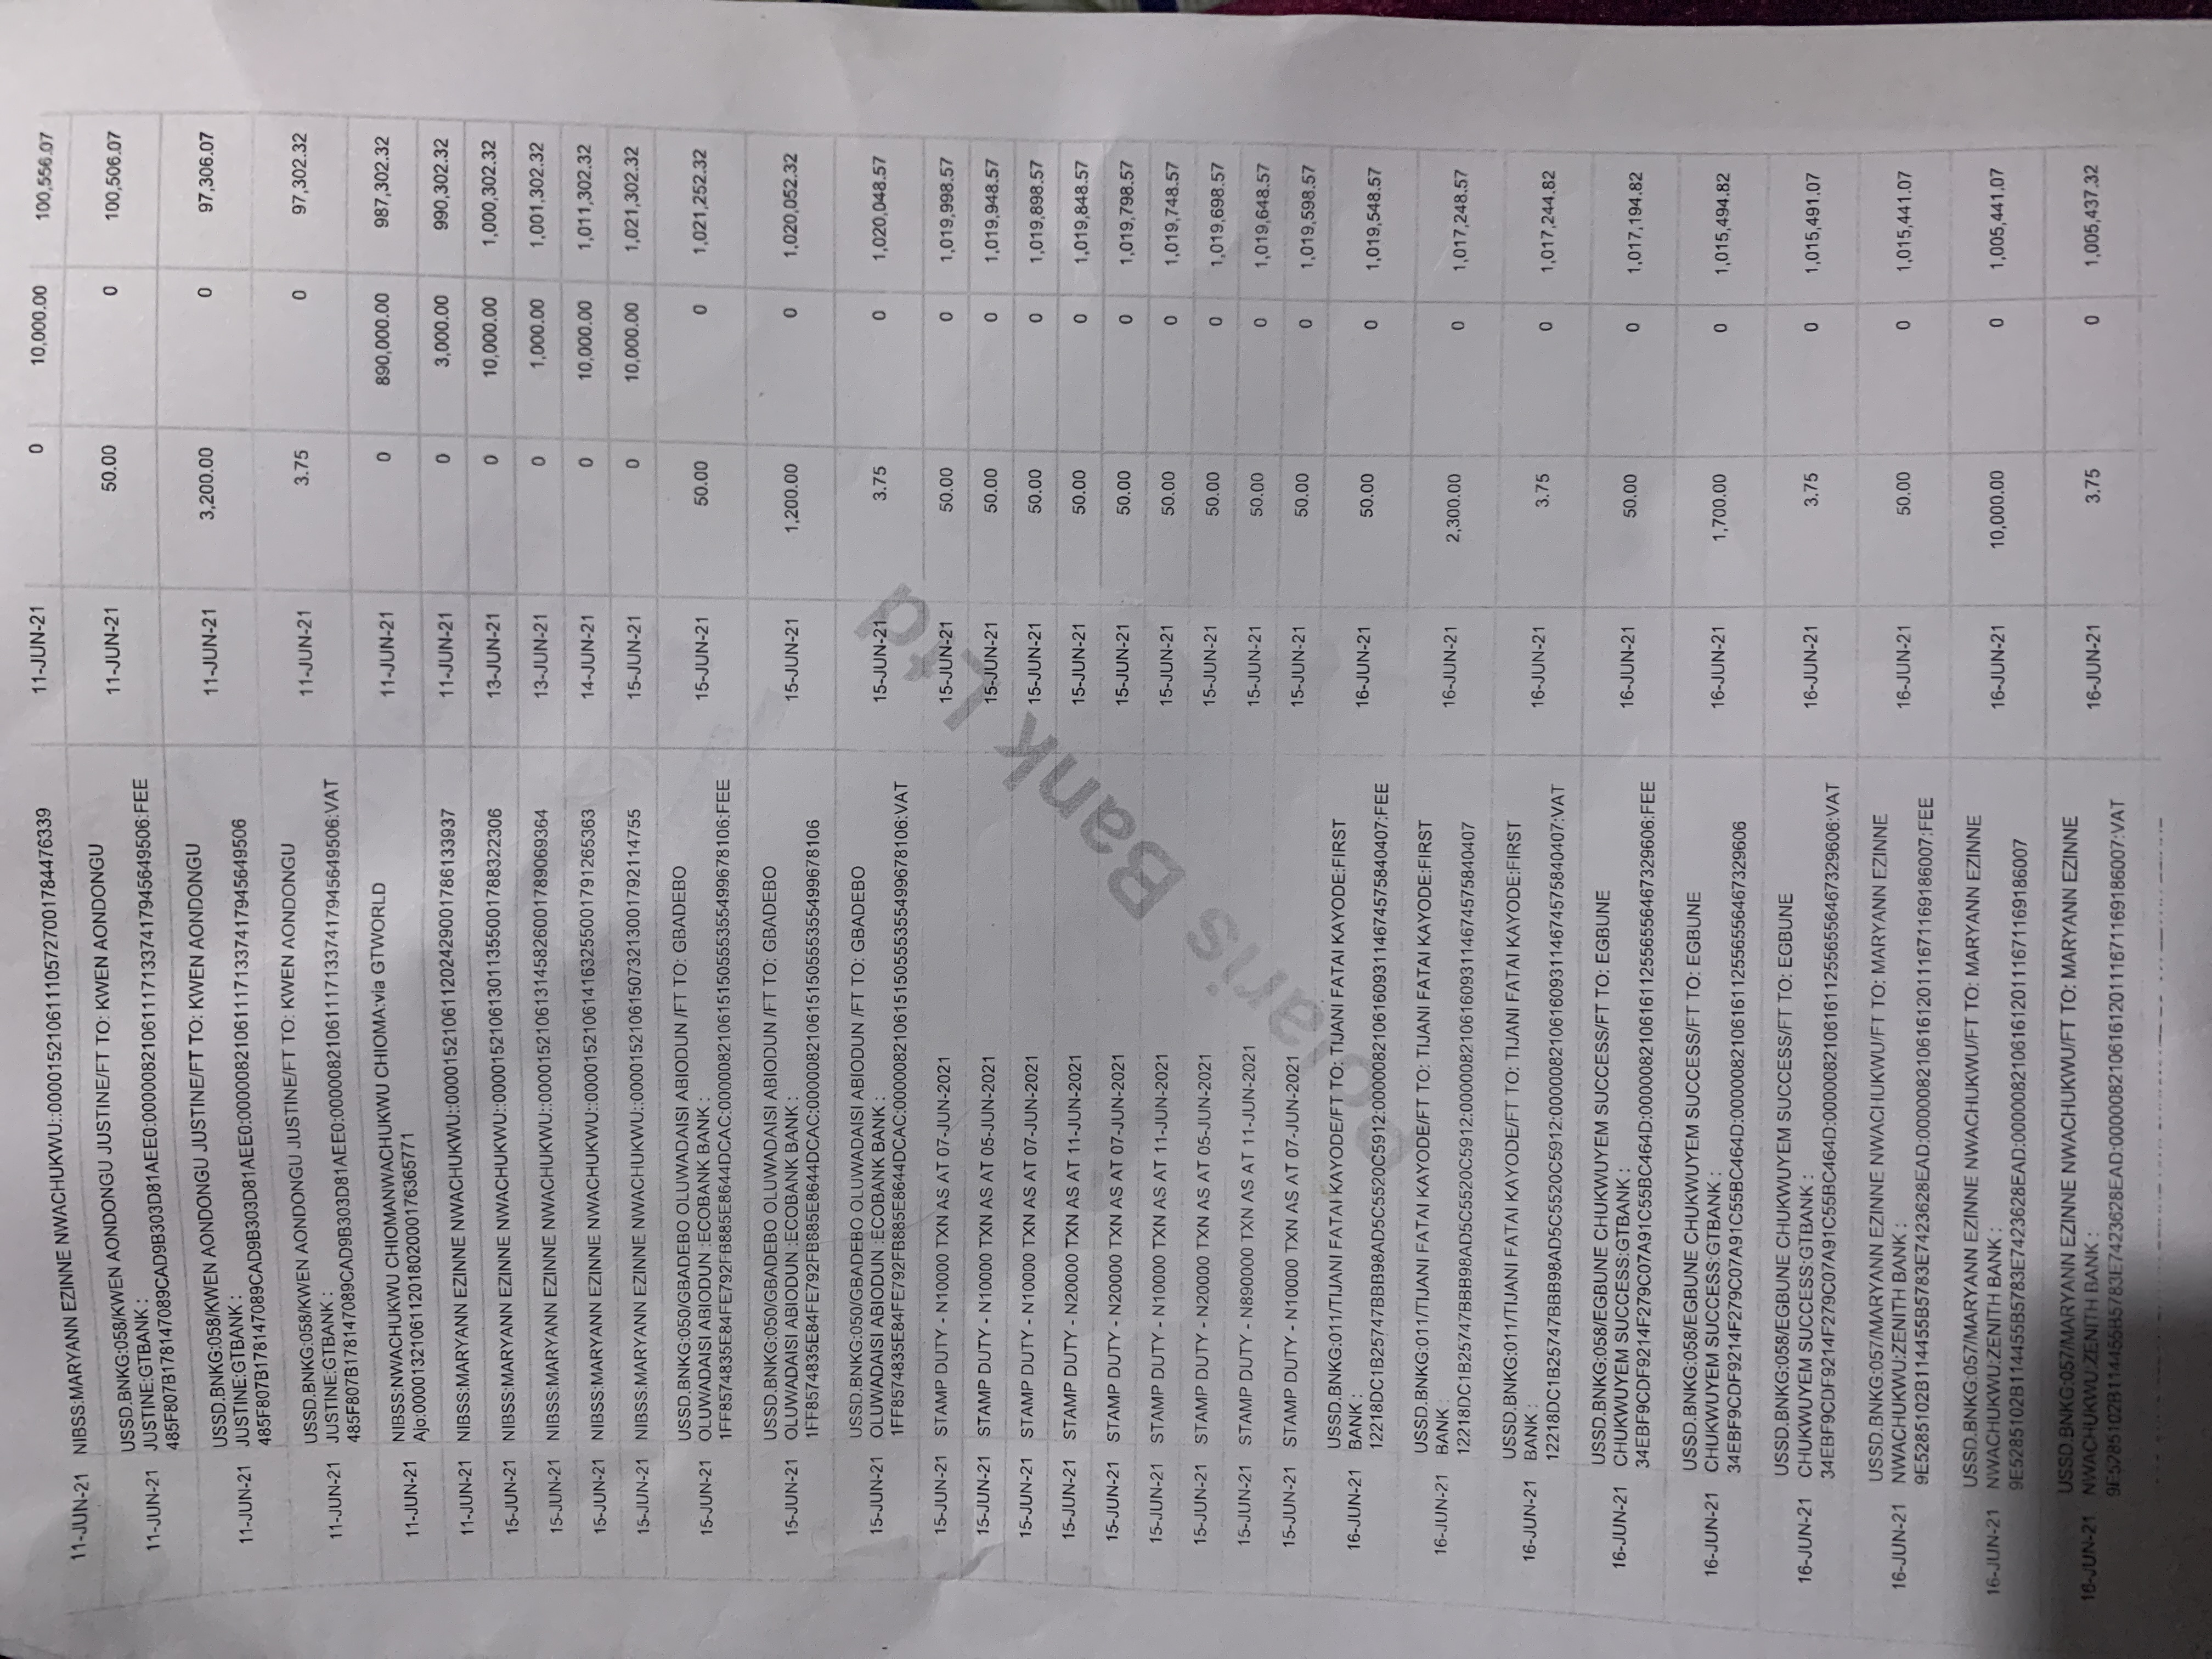 11-JUN-21 NIBSS:MARYANN EZINNE NWACHUKWU::000015210611105727001784476339 11-JUN-21 0 10,000.00 100,556.07
USSD.BNKG:058/KWEN AONDONGU JUSTINE/FT TO: KWEN AONDONGU
11-JUN-21 JUSTINE:GTBANK : 11-JUN-21 50.00 0 100,506.07
485F807B178147089CAD9B303D81AEE0:000008210611171337417945649506:FEE
USSD.BNKG:058/KWEN AONDONGU JUSTINE/FT TO: KWEN AONDONGU
11-JUN-21 JUSTINE:GTBANK : 11-JUN-21 3,200.00 0 97,306.07
485F807B178147089CAD9B303D81AEE0:000008210611171337417945649506
USSD.BNKG:058/KWEN AONDONGU JUSTINE/FT TO: KWEN AONDONGU
11-JUN-21 JUSTINE:GTBANK : 11-JUN-21 3.75 0 97,302.32
485F807B178147089CAD9B303D81AEE0:000008210611171337417945649506:VAT
NIBSS:NWACHUKWU CHIOMANWACHUKWU CHIOMA:via GTWORLD
11-JUN-21 Ajo:000013210611201802000176365771 11-JUN-21 0 890,000.00 987,302.32
11-JUN-21 NIBSS:MARYANN EZINNE NWACHUKWU::000015210611202429001786133937 11-JUN-21 0 3,000.00 990,302.32
15-JUN-21 NIBSS:MARYANN EZINNE NWACHUKWU::000015210613011355001788322306 13-JUN-21 0 10,000.00 1,000,302.32
15-JUN-21 NIBSS:MARYANN EZINNE NWACHUKWU::000015210613145826001789069364 13-JUN-21 0 1,000.00 1,001,302.32
15-JUN-21 NIBSS:MARYANN EZINNE NWACHUKWU::000015210614163255001791265363 14-JUN-21 0 10,000.00 1,011,302.32
15-JUN-21 NIBSS:MARYANN EZINNE NWACHUKWU::000015210615073213001792114755 15-JUN-21 0 10,000.00 1,021,302.32
USSD.BNKG:050/GBADEBO OLUWADAISI ABIODUN /FT TO: GBADEBO
15-JUN-21 OLUWADAISI ABIODUN :ECOBANK BANK : 15-JUN-21 50.00 0 1,021,252.32
1FF8574835E84FE792FB885E8644DCAC:000008210615150555355499678106:FEE
USSD.BNKG:050/GBADEBO OLUWADAISI ABIODUN /FT TO: GBADEBO
15-JUN-21 OLUWADAISI ABIODUN :ECOBANK BANK : 15-JUN-21 1,200.00 0 1,020,052.32
1FF8574835E84FE792FB885E8644DCAC:000008210615150555355499678106
USSD.BNKG:050/GBADEBO OLUWADAISI ABIODUN /FT TO: GBADEBO
15-JUN-21 OLUWADAISI ABIODUN :ECOBANK BANK : 15-JUN-21 3.75 0 1,020,048.57
1FF8574835E84FE792FB885E8644DCAC:000008210615150555355499678106:VAT
15-JUN-21 STAMP DUTY - N10000 TXN AS AT 07-JUN-2021 15-JUN-21 50.00 0 1,019,998.57
15-JUN-21 STAMP DUTY - N10000 TXN AS AT 05-JUN-2021 15-JUN-21 50.00 0 1,019,948.57
15-JUN-21 STAMP DUTY - N10000 TXN AS AT 07-JUN-2021 15-JUN-21 50.00 0 1,019,898.57
15-JUN-21 STAMP DUTY - N20000 TXN AS AT 11-JUN-2021 15-JUN-21 50.00 0 1,019,848.57
15-JUN-21 STAMP DUTY - N20000 TXN AS AT 07-JUN-2021 15-JUN-21 50.00 0 1,019,798.57
15-JUN-21 STAMP DUTY - N10000 TXN AS AT 11-JUN-2021 15-JUN-21 50.00 0 1,019,748.57
15-JUN-21 STAMP DUTY - N20000 TXN AS AT 05-JUN-2021 15-JUN-21 50.00 0 1,019,698.57
15-JUN-21 STAMP DUTY - N890000 TXN AS AT 11-JUN-2021 15-JUN-21 50.00 0 1,019,648.57
15-JUN-21 STAMP DUTY - N10000 TXN AS AT 07-JUN-2021 15-JUN-21 50.00 0 1,019,598.57
Polaris Bank Ltd
USSD.BNKG:011/TIJANI FATAI KAYODE/FT TO: TIJANI FATAI KAYODE:FIRST
16-JUN-21 BANK : 16-JUN-21 50.00 0 1,019,548.57
12218DC1B25747BBB98AD5C5520C5912:000008210616093114674575840407:FEE
USSD.BNKG:011/TIJANI FATAI KAYODE/FT TO: TIJANI FATAI KAYODE:FIRST
16-JUN-21 BANK : 16-JUN-21 2,300.00 0 1,017,248.57
12218DC1B25747BBB98AD5C5520C5912:000008210616093114674575840407
USSD.BNKG:011/TIJANI FATAI KAYODE/FT TO: TIJANI FATAI KAYODE:FIRST
16-JUN-21 BANK : 16-JUN-21 3.75 0 1,017,244.82
12218DC1B25747BBB98AD5C5520C5912:000008210616093114674575840407:VAT
USSD.BNKG:058/EGBUNE CHUKWUYEM SUCCESS/FT TO: EGBUNE
16-JUN-21 CHUKWUYEM SUCCESS:GTBANK : 16-JUN-21 50.00 0 1,017,194.82
34EBF9CDF9214F279C07A91C55BC464D:000008210616112556556467329606:FEE
USSD.BNKG:058/EGBUNE CHUKWUYEM SUCCESS/FT TO: EGBUNE
16-JUN-21 CHUKWUYEM SUCCESS:GTBANK : 16-JUN-21 1,700.00 0 1,015,494.82
34EBF9CDF9214F279C07A91C55BC464D:000008210616112556556467329606
USSD.BNKG:058/EGBUNE CHUKWUYEM SUCCESS/FT TO: EGBUNE
16-JUN-21 CHUKWUYEM SUCCESS:GTBANK : 16-JUN-21 3.75 0 1,015,491.07
34EBF9CDF9214F279C07A91C55BC464D:000008210616112556556467329606:VAT
USSD.BNKG:057/MARYANN EZINNE NWACHUKWU/FT TO: MARYANN EZINNE
16-JUN-21 NWACHUKWU:ZENITH BANK : 16-JUN-21 50.00 0 1,015,441.07
9E5285102B114455B5783E7423628EAD:000008210616120111671169186007:FEE
USSD.BNKG:057/MARYANN EZINNE NWACHUKWU/FT TO: MARYANN EZINNE
16-JUN-21 NWACHUKWU:ZENITH BANK : 16-JUN-21 10,000.00 0 1,005,441.07
9E5285102B114455B5783E7423628EAD:000008210616120111671169186007
USSD.BNKG:057/MARYANN EZINNE NWACHUKWU/FT TO: MARYANN EZINNE
16-JUN-21 NWACHUKWU:ZENITH BANK : 16-JUN-21 3.75 0 1,005,437.32
9E5285102B114455B5783E7423628EAD:000008210616120111671169186007:VAT